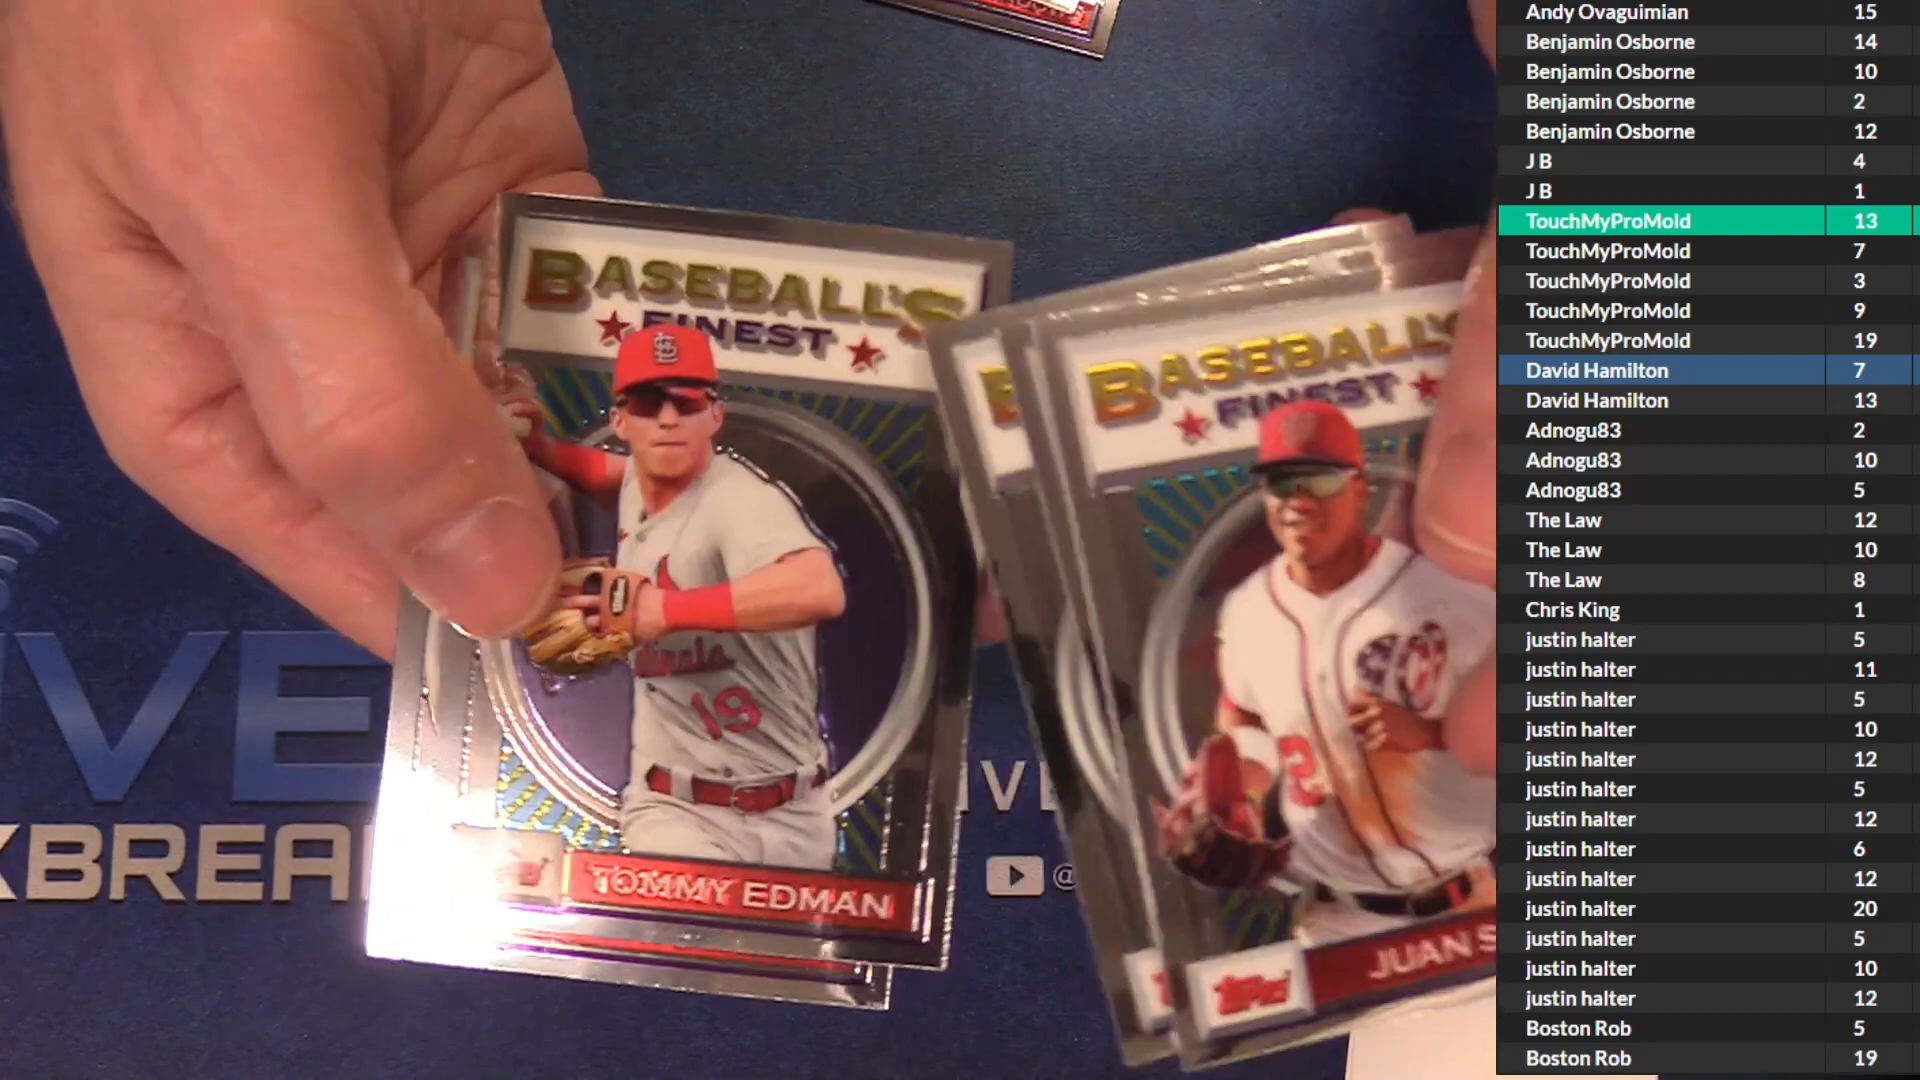 BASEBALL'S
FINEST
19
TOMMY EDMAN
BASEBALL'S
FINEST
Topps
JUAN S
VE
XBREA
VE
@
Andy Ovaguimian 15
Benjamin Osborne 14
Benjamin Osborne 10
Benjamin Osborne 2
Benjamin Osborne 12
J B 4
J B 1
TouchMyProMold 13
TouchMyProMold 7
TouchMyProMold 3
TouchMyProMold 9
TouchMyProMold 19
David Hamilton 7
David Hamilton 13
Adnogu83 2
Adnogu83 10
Adnogu83 5
The Law 12
The Law 10
The Law 8
Chris King 1
justin halter 5
justin halter 11
justin halter 5
justin halter 10
justin halter 12
justin halter 5
justin halter 12
justin halter 6
justin halter 12
justin halter 20
justin halter 5
justin halter 10
justin halter 12
Boston Rob 5
Boston Rob 19